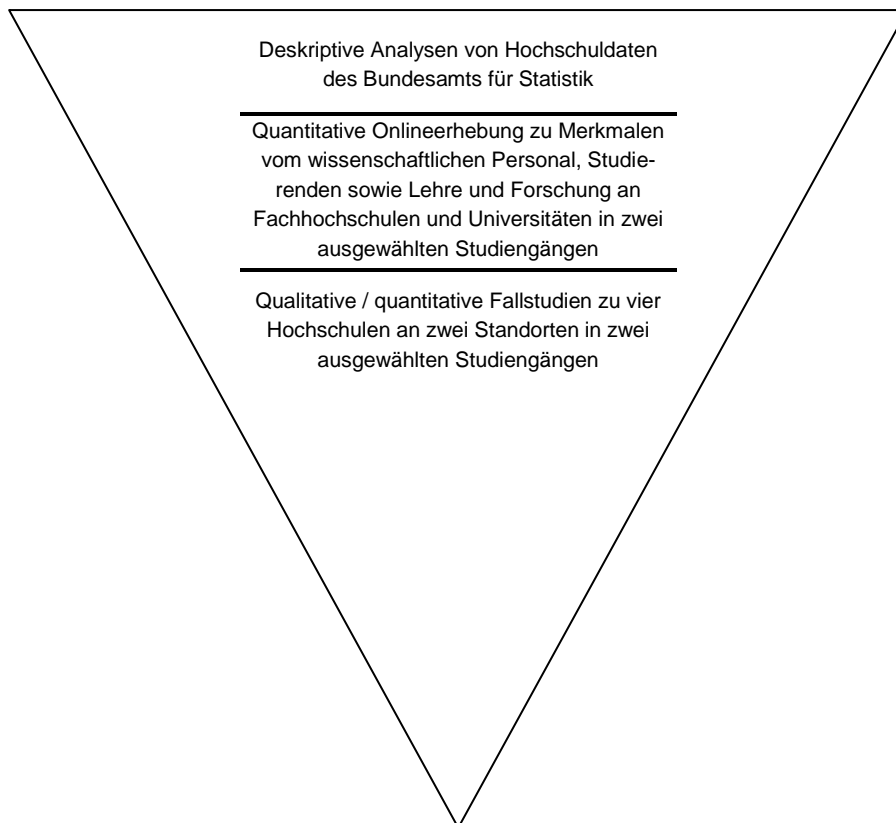 Deskriptive Analysen von Hochschuldaten
des Bundesamts für Statistik
Quantitative Onlineerhebung zu Merkmalen
vom wissenschaftlichen Personal, Studie-
renden sowie Lehre und Forschung an
Fachhochschulen und Universitäten in zwei
ausgewählten Studiengängen
Qualitative / quantitative Fallstudien zu vier
Hochschulen an zwei Standorten in zwei
ausgewählten Studiengängen